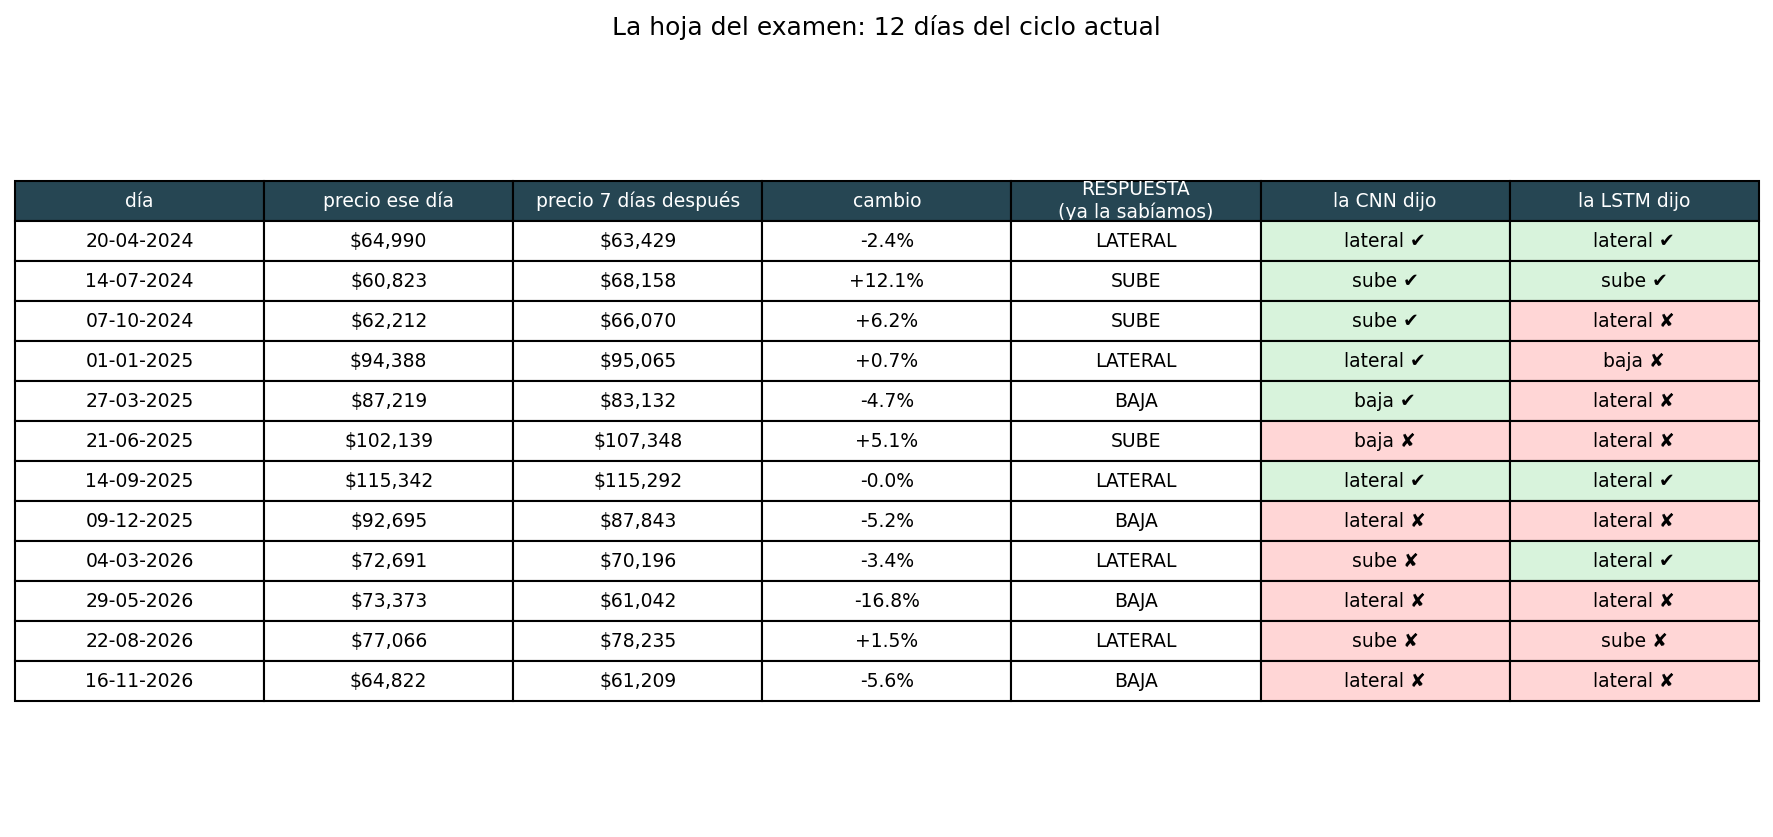 La hoja del examen: 12 días del ciclo actual
día precio ese día precio 7 días después cambio RESPUESTA (ya la sabíamos) la CNN dijo la LSTM dijo
20-04-2024 $64,990 $63,429 -2.4% LATERAL lateral ✔ lateral ✔
14-07-2024 $60,823 $68,158 +12.1% SUBE sube ✔ sube ✔
07-10-2024 $62,212 $66,070 +6.2% SUBE sube ✔ lateral ✘
01-01-2025 $94,388 $95,065 +0.7% LATERAL lateral ✔ baja ✘
27-03-2025 $87,219 $83,132 -4.7% BAJA baja ✔ lateral ✘
21-06-2025 $102,139 $107,348 +5.1% SUBE baja ✘ lateral ✘
14-09-2025 $115,342 $115,292 -0.0% LATERAL lateral ✔ lateral ✔
09-12-2025 $92,695 $87,843 -5.2% BAJA lateral ✘ lateral ✘
04-03-2026 $72,691 $70,196 -3.4% LATERAL sube ✘ lateral ✔
29-05-2026 $73,373 $61,042 -16.8% BAJA lateral ✘ lateral ✘
22-08-2026 $77,066 $78,235 +1.5% LATERAL sube ✘ sube ✘
16-11-2026 $64,822 $61,209 -5.6% BAJA lateral ✘ lateral ✘